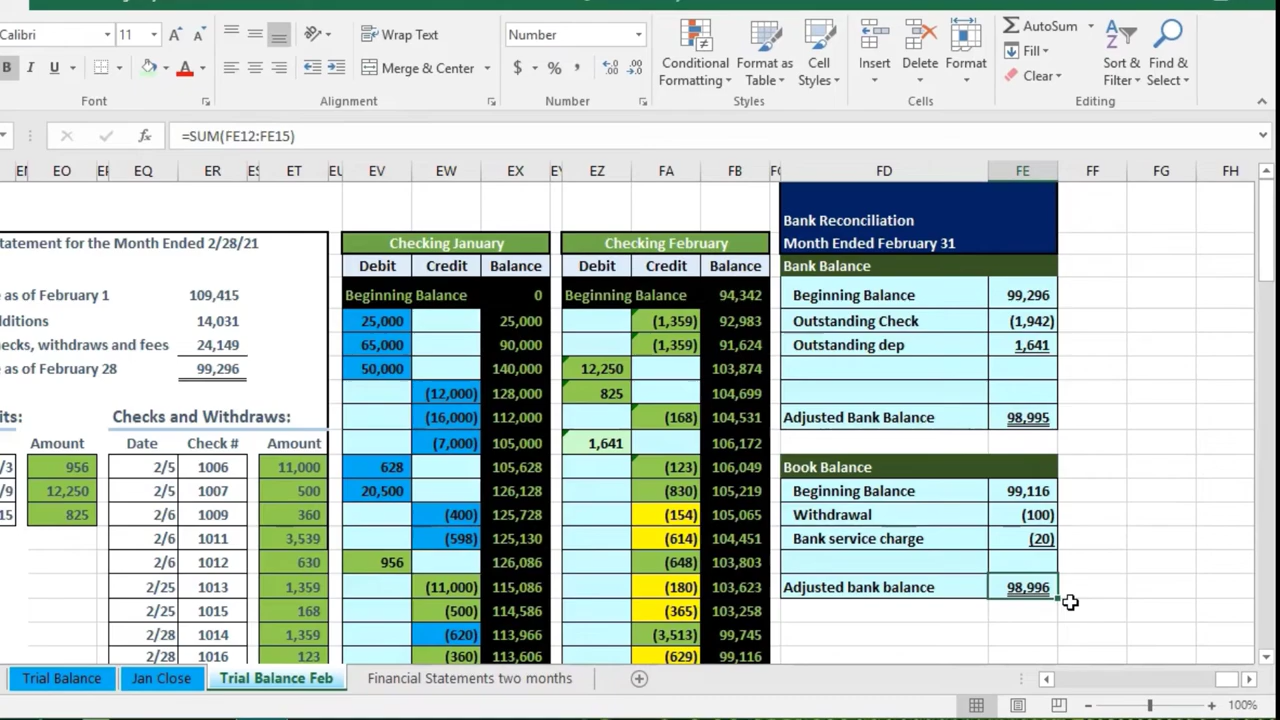 Calibri 11 Wrap Text Number AutoSum
B I U Merge & Center $ % Conditional Formatting Format as Table Cell Styles Insert Delete Format Fill Clear Sort & Filter Find & Select
Font Alignment Number Styles Cells Editing
fx =SUM(FE12:FE15)
EO EQ ER ET EU EV EW EX EZ FA FB FD FE FF FG FH
Bank Reconciliation
tatement for the Month Ended 2/28/21 Checking January Checking February Month Ended February 31
Debit Credit Balance Debit Credit Balance Bank Balance
e as of February 1 109,415 Beginning Balance 0 Beginning Balance 94,342 Beginning Balance 99,296
dditions 14,031 25,000 25,000 (1,359) 92,983 Outstanding Check (1,942)
hecks, withdraws and fees 24,149 65,000 90,000 (1,359) 91,624 Outstanding dep 1,641
e as of February 28 99,296 50,000 140,000 12,250 103,874
(12,000) 128,000 825 104,699
its: Checks and Withdraws: (16,000) 112,000 (168) 104,531 Adjusted Bank Balance 98,995
Amount Date Check # Amount (7,000) 105,000 1,641 106,172
/3 956 2/5 1006 11,000 628 105,628 (123) 106,049 Book Balance
/9 12,250 2/5 1007 500 20,500 126,128 (830) 105,219 Beginning Balance 99,116
15 825 2/6 1009 360 (400) 125,728 (154) 105,065 Withdrawal (100)
2/6 1011 3,539 (598) 125,130 (614) 104,451 Bank service charge (20)
2/6 1012 630 956 126,086 (648) 103,803
2/25 1013 1,359 (11,000) 115,086 (180) 103,623 Adjusted bank balance 98,996
2/25 1015 168 (500) 114,586 (365) 103,258
2/28 1014 1,359 (620) 113,966 (3,513) 99,745
2/28 1016 123 (360) 113,606 (629) 99,116
Trial Balance Jan Close Trial Balance Feb Financial Statements two months
100%